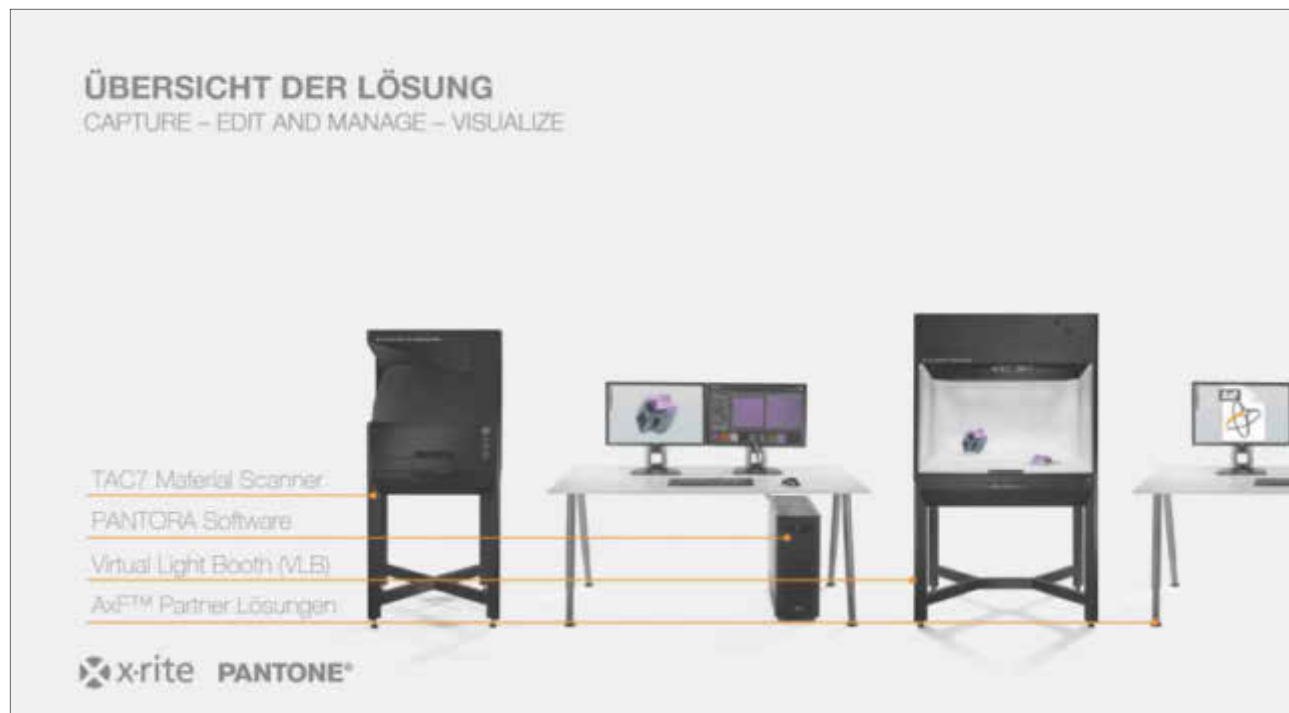 ÜBERSICHT DER LÖSUNG
CAPTURE – EDIT AND MANAGE – VISUALIZE
TAC7 Material Scanner
PANTORA Software
Virtual Light Booth (VLB)
AxF™ Partner Lösungen
x·rite PANTONE®